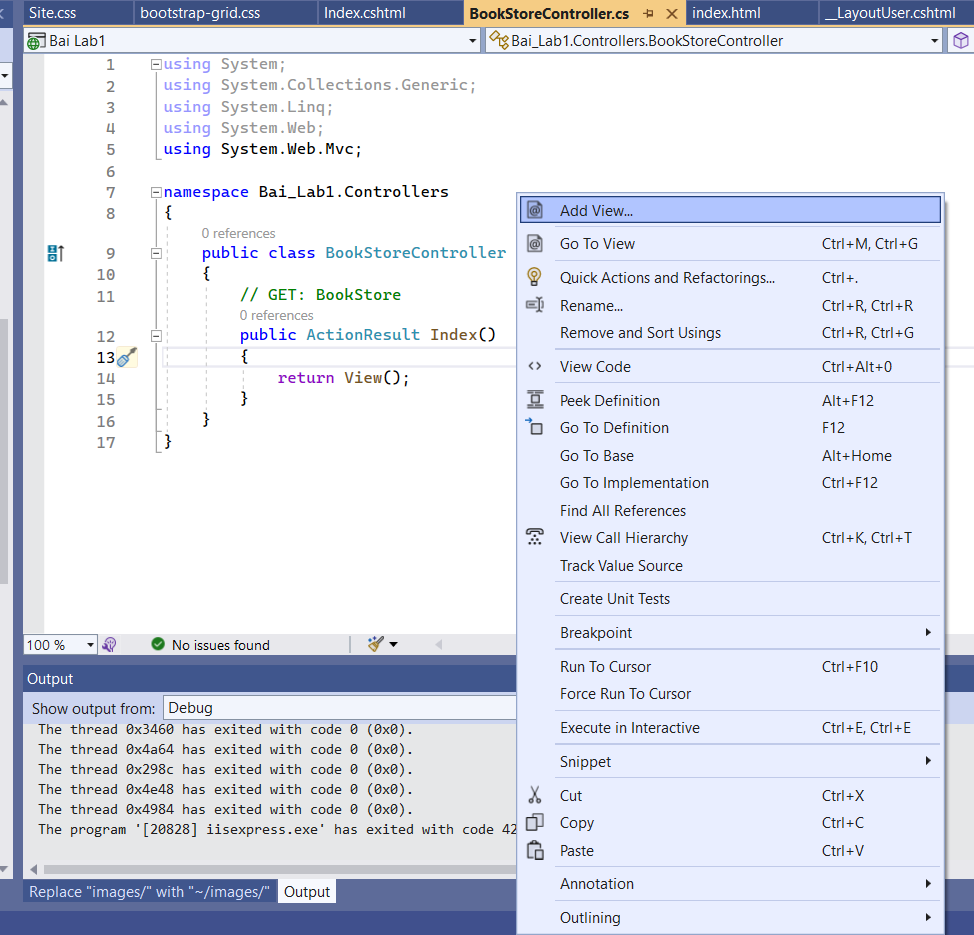 Site.css
bootstrap-grid.css
Index.cshtml
BookStoreController.cs
index.html
__LayoutUser.cshtml
Bai Lab1
Bai_Lab1.Controllers.BookStoreController
1 using System;
2 using System.Collections.Generic;
3 using System.Linq;
4 using System.Web;
5 using System.Web.Mvc;
6
7 namespace Bai_Lab1.Controllers
8 {
0 references
9 public class BookStoreController
10 {
11 // GET: BookStore
0 references
12 public ActionResult Index()
13 {
14 return View();
15 }
16 }
17 }
Add View...
Go To View Ctrl+M, Ctrl+G
Quick Actions and Refactorings... Ctrl+.
Rename... Ctrl+R, Ctrl+R
Remove and Sort Usings Ctrl+R, Ctrl+G
View Code Ctrl+Alt+0
Peek Definition Alt+F12
Go To Definition F12
Go To Base Alt+Home
Go To Implementation Ctrl+F12
Find All References
View Call Hierarchy Ctrl+K, Ctrl+T
Track Value Source
Create Unit Tests
Breakpoint
Run To Cursor Ctrl+F10
Force Run To Cursor
Execute in Interactive Ctrl+E, Ctrl+E
Snippet
Cut Ctrl+X
Copy Ctrl+C
Paste Ctrl+V
Annotation
Outlining
100 %
No issues found
Output
Show output from: Debug
The thread 0x3460 has exited with code 0 (0x0).
The thread 0x4a64 has exited with code 0 (0x0).
The thread 0x298c has exited with code 0 (0x0).
The thread 0x4e48 has exited with code 0 (0x0).
The thread 0x4984 has exited with code 0 (0x0).
The program '[20828] iisexpress.exe' has exited with code 42
Replace "images/" with "~/images/"
Output